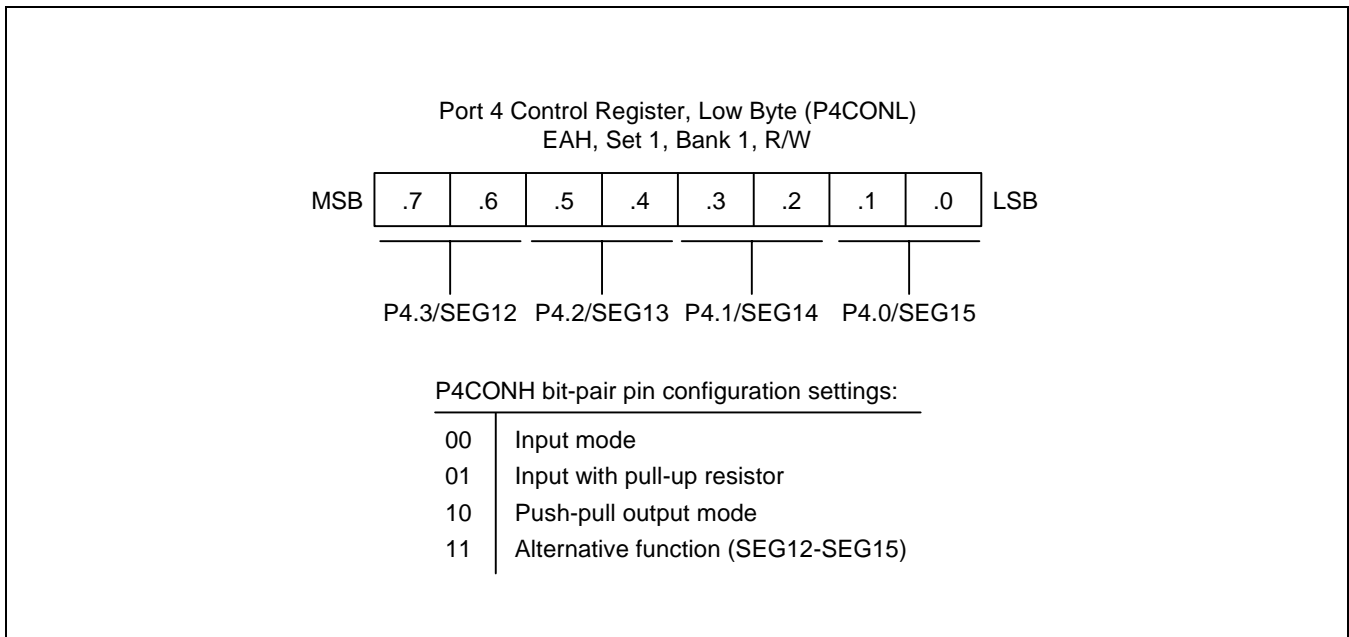 Port 4 Control Register, Low Byte (P4CONL)
EAH, Set 1, Bank 1, R/W
MSB .7 .6 .5 .4 .3 .2 .1 .0 LSB
P4.3/SEG12 P4.2/SEG13 P4.1/SEG14 P4.0/SEG15
P4CONH bit-pair pin configuration settings:
00 Input mode
01 Input with pull-up resistor
10 Push-pull output mode
11 Alternative function (SEG12-SEG15)